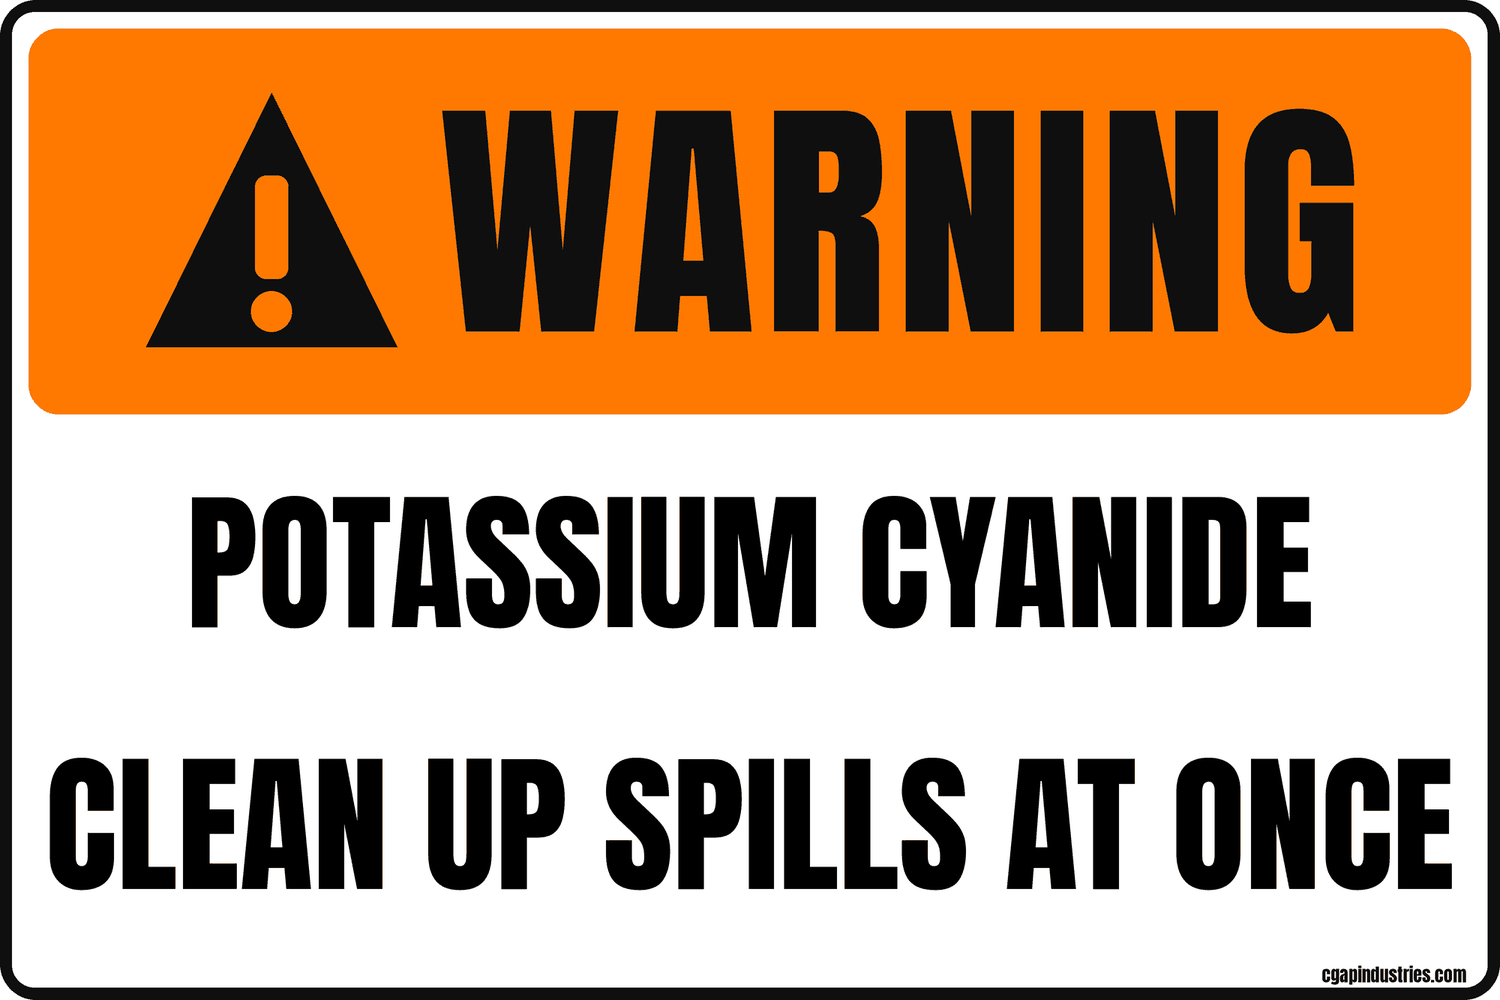 WARNING
POTASSIUM CYANIDE
CLEAN UP SPILLS AT ONCE
cgapindustries.com